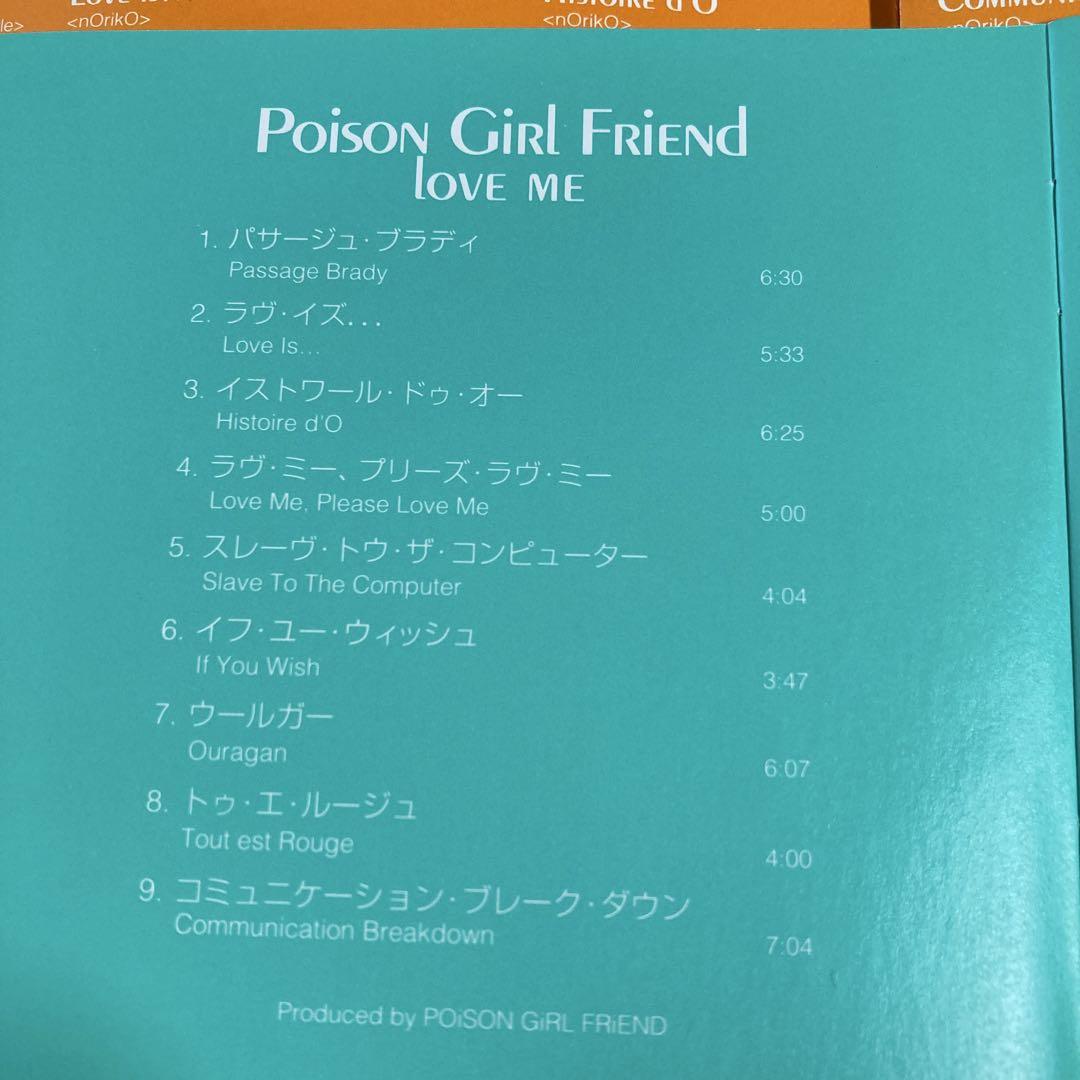 <nOrikO>
<nOrikO>
Poison Girl Friend
love me
1. パサージュ・ブラディ
Passage Brady 6:30
2. ラヴ・イズ...
Love Is... 5:33
3. イストワール・ドゥ・オー
Histoire d'O 6:25
4. ラヴ・ミー、プリーズ・ラヴ・ミー
Love Me, Please Love Me 5:00
5. スレーヴ・トウ・ザ・コンピューター
Slave To The Computer 4:04
6. イフ・ユー・ウィッシュ
If You Wish 3:47
7. ウールガー
Ouragan 6:07
8. トゥ・エ・ルージュ
Tout est Rouge 4:00
9. コミュニケーション・ブレーク・ダウン
Communication Breakdown 7:04
Produced by POiSON GiRL FRiEND